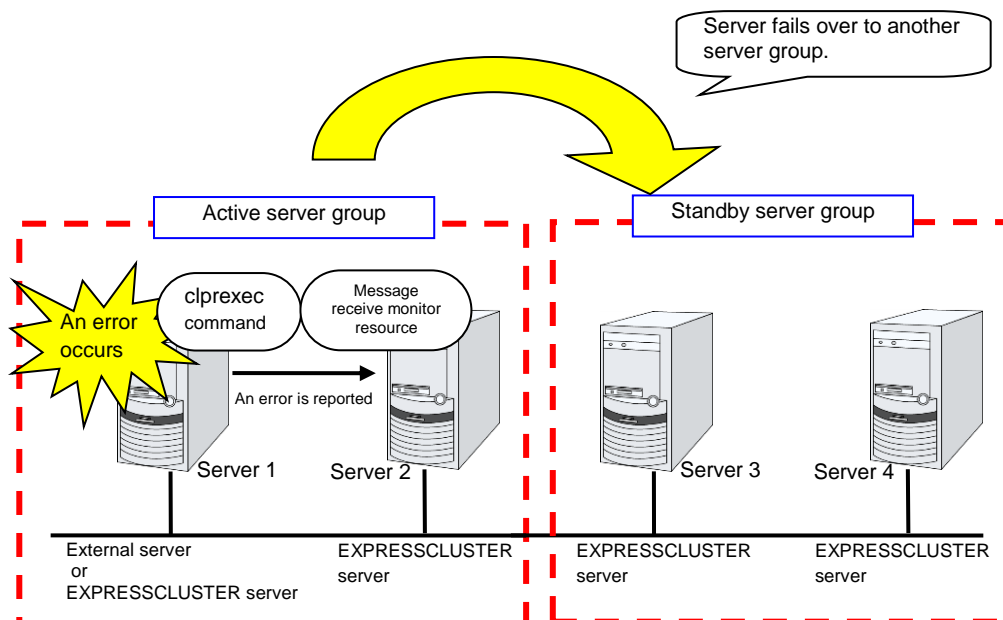 Server fails over to another
server group.
Active server group
Standby server group
An error
occurs
clprexec
command
Message
receive monitor
resource
An error is reported
Server 1
Server 2
Server 3
Server 4
External server
or
EXPRESSCLUSTER server
EXPRESSCLUSTER
server
EXPRESSCLUSTER
server
EXPRESSCLUSTER
server